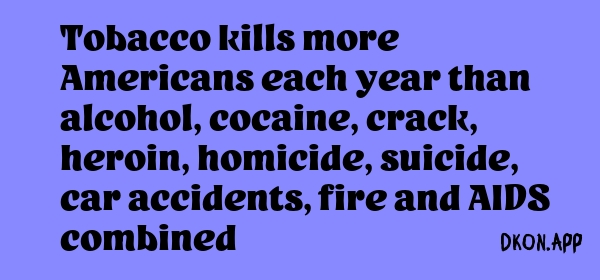 Tobacco kills more
Americans each year than
alcohol, cocaine, crack,
heroin, homicide, suicide,
car accidents, fire and AIDS
combined
DKON.APP